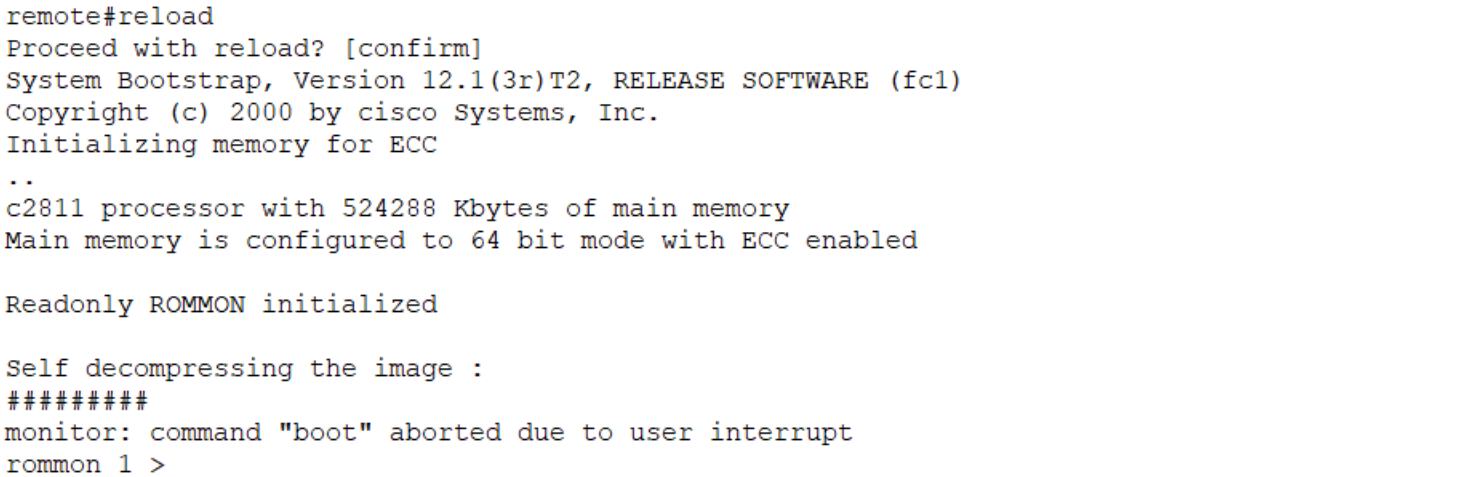 remote#reload
Proceed with reload? [confirm]
System Bootstrap, Version 12.1(3r)T2, RELEASE SOFTWARE (fc1)
Copyright (c) 2000 by cisco Systems, Inc.
Initializing memory for ECC
..
c2811 processor with 524288 Kbytes of main memory
Main memory is configured to 64 bit mode with ECC enabled
Readonly ROMMON initialized
Self decompressing the image :
#########
monitor: command "boot" aborted due to user interrupt
rommon 1 >